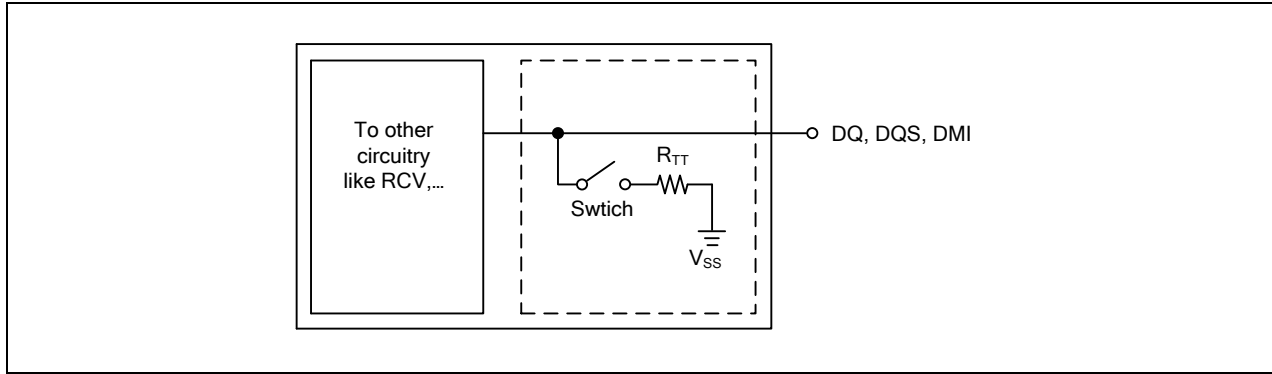 To other
circuitry
like RCV,...
DQ, DQS, DMI
RTT
Swtich
VSS